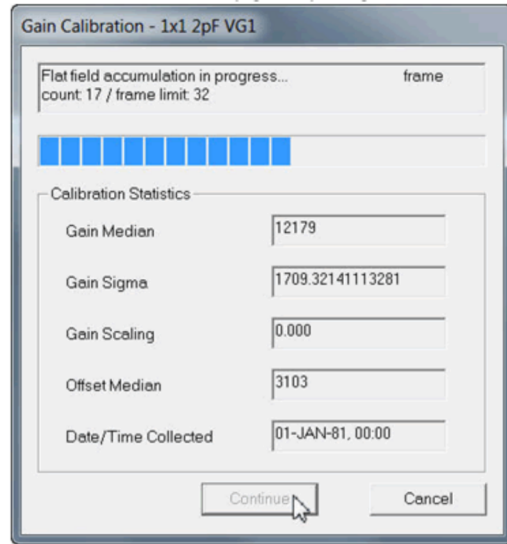 Gain Calibration - 1x1 2pF VG1
Flat field accumulation in progress... frame
count: 17 / frame limit: 32
Calibration Statistics
Gain Median 12179
Gain Sigma 1709.32141113281
Gain Scaling 0.000
Offset Median 3103
Date/Time Collected 01-JAN-81, 00:00
Continue Cancel